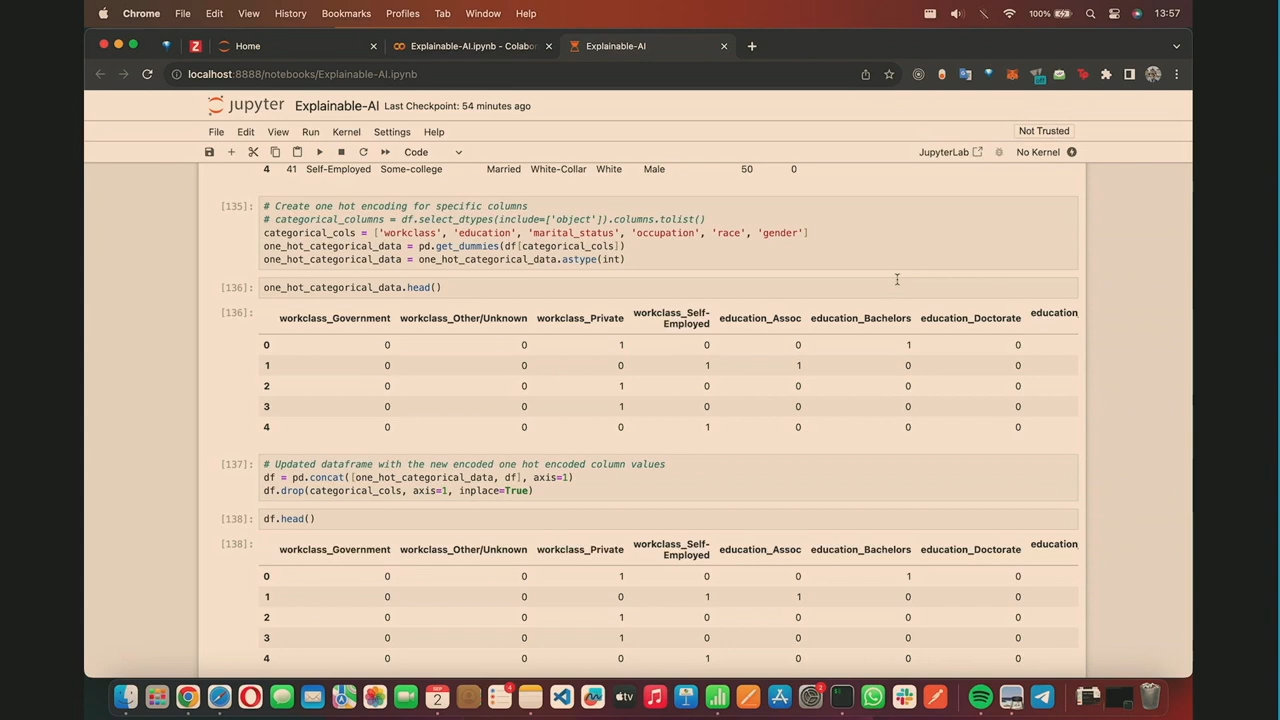 Chrome File Edit View History Bookmarks Profiles Tab Window Help 100% 13:57
Z Home Explainable-AI.ipynb - Colabor Explainable-AI
localhost:8888/notebooks/Explainable-AI.ipynb
jupyter Explainable-AI Last Checkpoint: 54 minutes ago
File Edit View Run Kernel Settings Help Not Trusted
Code JupyterLab No Kernel
4 41 Self-Employed Some-college Married White-Collar White Male 50 0
[135]: # Create one hot encoding for specific columns
# categorical_columns = df.select_dtypes(include=['object']).columns.tolist()
categorical_cols = ['workclass', 'education', 'marital_status', 'occupation', 'race', 'gender']
one_hot_categorical_data = pd.get_dummies(df[categorical_cols])
one_hot_categorical_data = one_hot_categorical_data.astype(int)
[136]: one_hot_categorical_data.head()
[136]: workclass_Government workclass_Other/Unknown workclass_Private workclass_Self-Employed education_Assoc education_Bachelors education_Doctorate education_
0 0 0 1 0 0 1 0
1 0 0 0 1 1 0 0
2 0 0 1 0 0 0 0
3 0 0 1 0 0 0 0
4 0 0 0 1 0 0 0
[137]: # Updated dataframe with the new encoded one hot encoded column values
df = pd.concat([one_hot_categorical_data, df], axis=1)
df.drop(categorical_cols, axis=1, inplace=True)
[138]: df.head()
[138]: workclass_Government workclass_Other/Unknown workclass_Private workclass_Self-Employed education_Assoc education_Bachelors education_Doctorate education_
0 0 0 1 0 0 1 0
1 0 0 0 1 1 0 0
2 0 0 1 0 0 0 0
3 0 0 1 0 0 0 0
4 0 0 0 1 0 0 0
SEP 2 4 tv 2